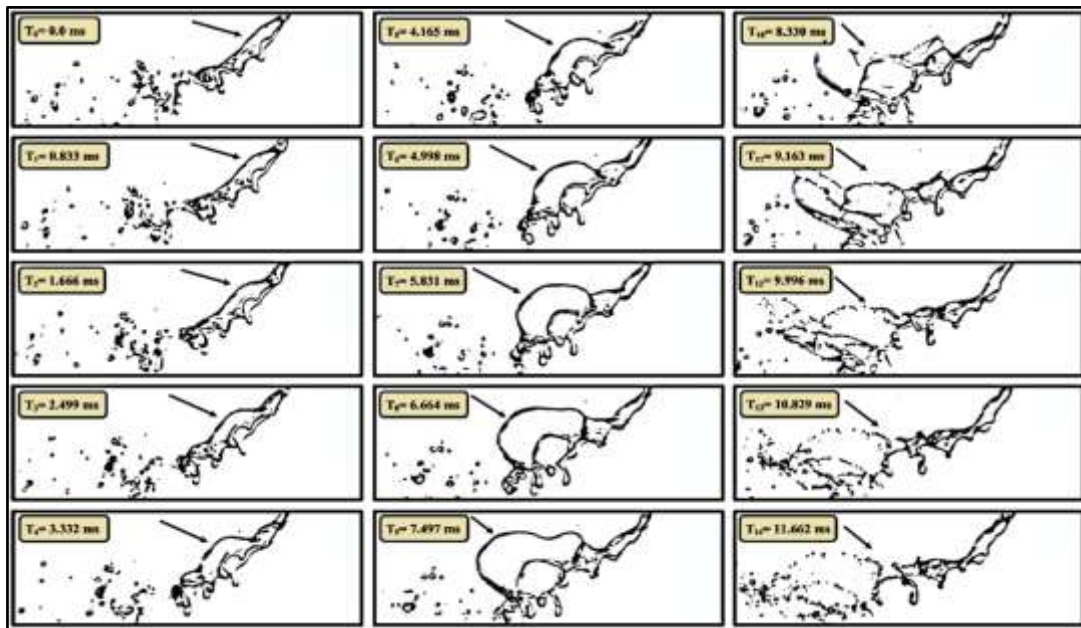 T₀= 0.0 ms
T₁= 0.833 ms
T₂= 1.666 ms
T₃= 2.499 ms
T₄= 3.332 ms
T₅= 4.165 ms
T₆= 4.998 ms
T₇= 5.831 ms
T₈= 6.664 ms
T₉= 7.497 ms
T₁₀= 8.330 ms
T₁₁= 9.163 ms
T₁₂= 9.996 ms
T₁₃= 10.829 ms
T₁₄= 11.662 ms